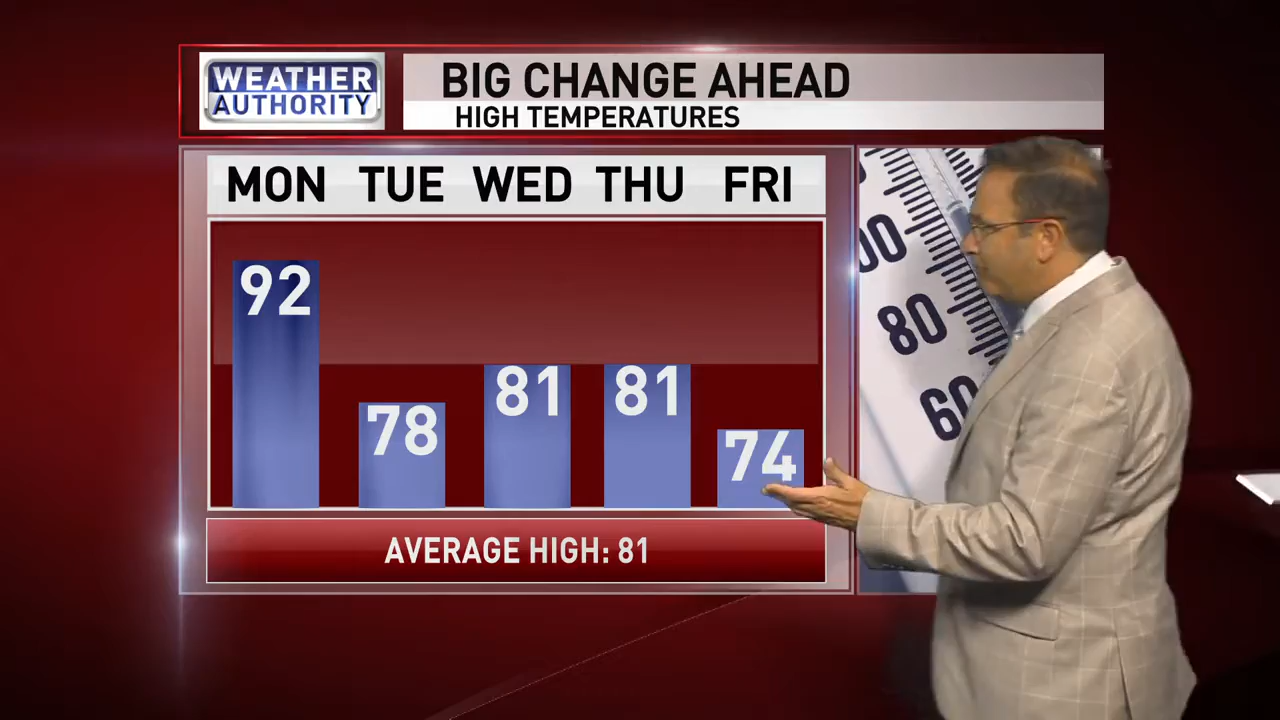 WEATHER
AUTHORITY
BIG CHANGE AHEAD
HIGH TEMPERATURES
MON TUE WED THU FRI
92 78 81 81 74
AVERAGE HIGH: 81
80
60